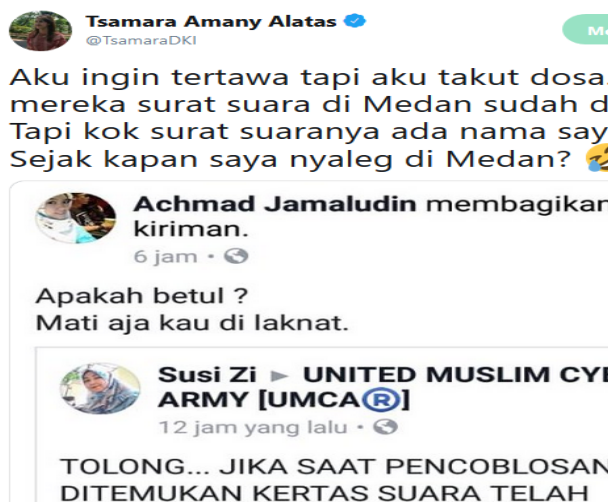 Tsamara Amany Alatas
@TsamaraDKI
Aku ingin tertawa tapi aku takut dosa.
mereka surat suara di Medan sudah
Tapi kok surat suaranya ada nama
Sejak kapan saya nyaleg di Medan? 🤣
Achmad Jamaludin membagikan
kiriman.
6 jam ·
Apakah betul ?
Mati aja kau di laknat.
Susi Zi ► UNITED MUSLIM
ARMY [UMCA®]
12 jam yang lalu ·
TOLONG... JIKA SAAT PENCOBLOSAN
DITEMUKAN KERTAS SUARA TELAH